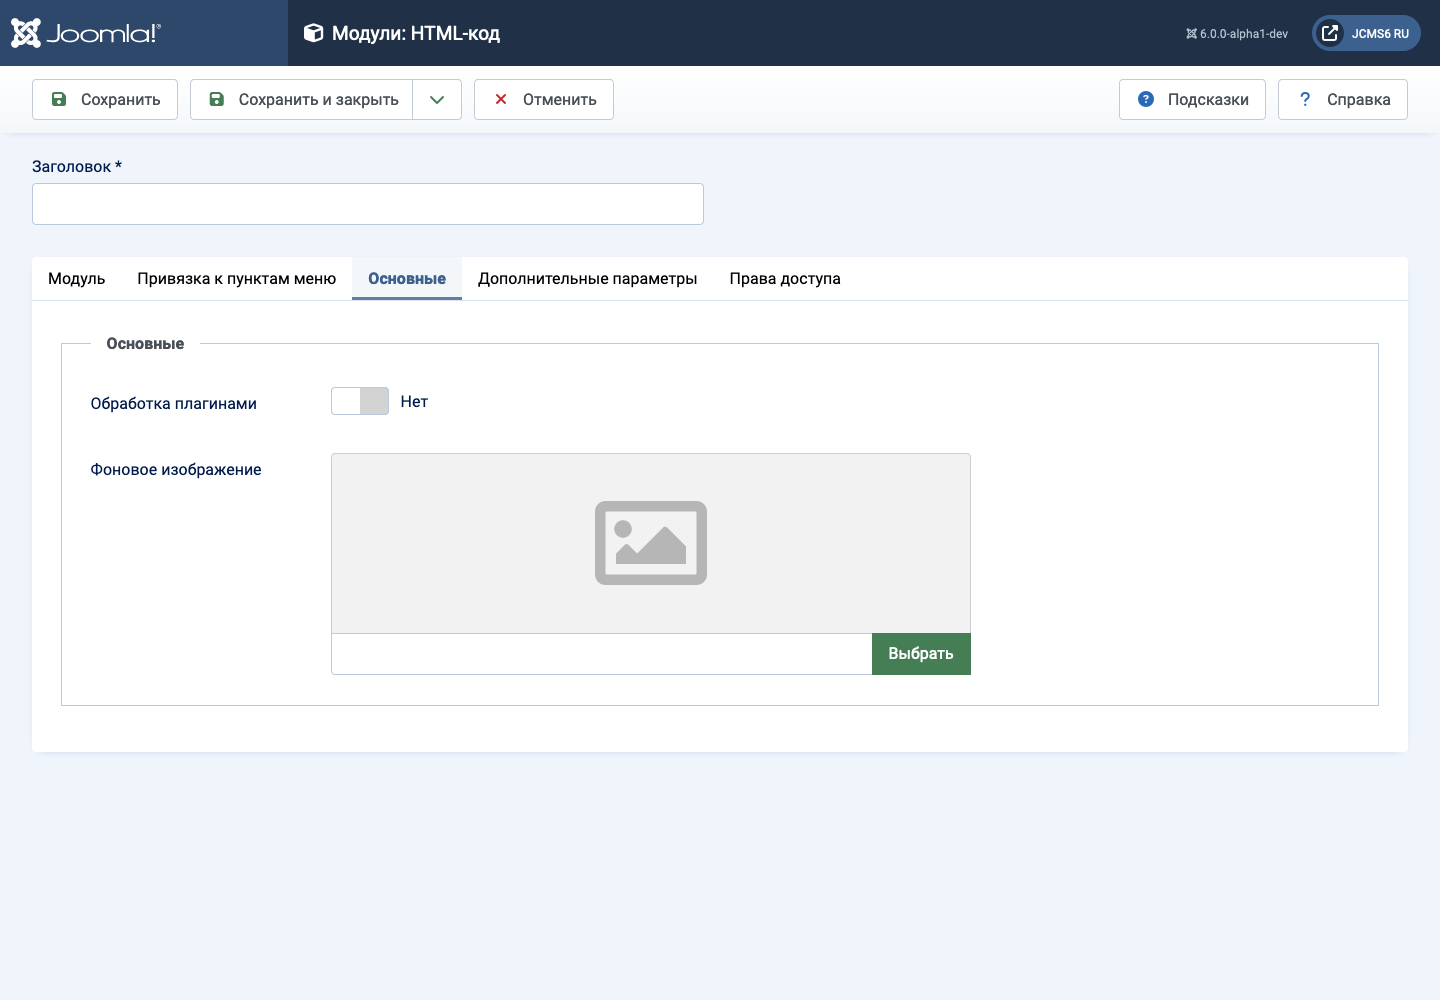 Joomla!®
Модули: HTML-код
6.0.0-alpha1-dev
JCMS6 RU
Сохранить
Сохранить и закрыть
Отменить
Подсказки
Справка
Заголовок *
Модуль
Привязка к пунктам меню
Основные
Дополнительные параметры
Права доступа
Основные
Обработка плагинами
Нет
Фоновое изображение
Выбрать